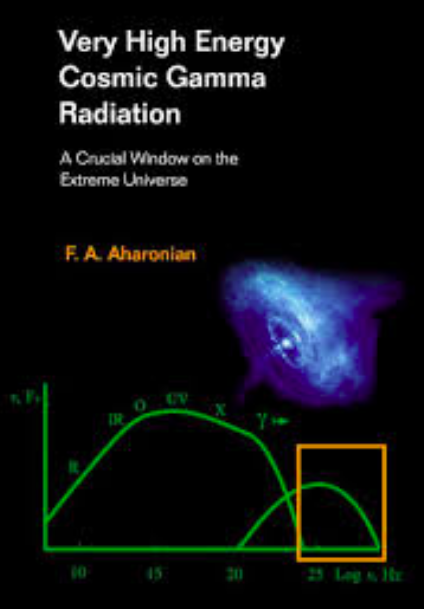 Very High Energy
Cosmic Gamma
Radiation
A Crucial Window on the
Extreme Universe
F. A. Aharonian
R
IR
O
UV
X
γ
10
15
20
25
Log ν, Hz